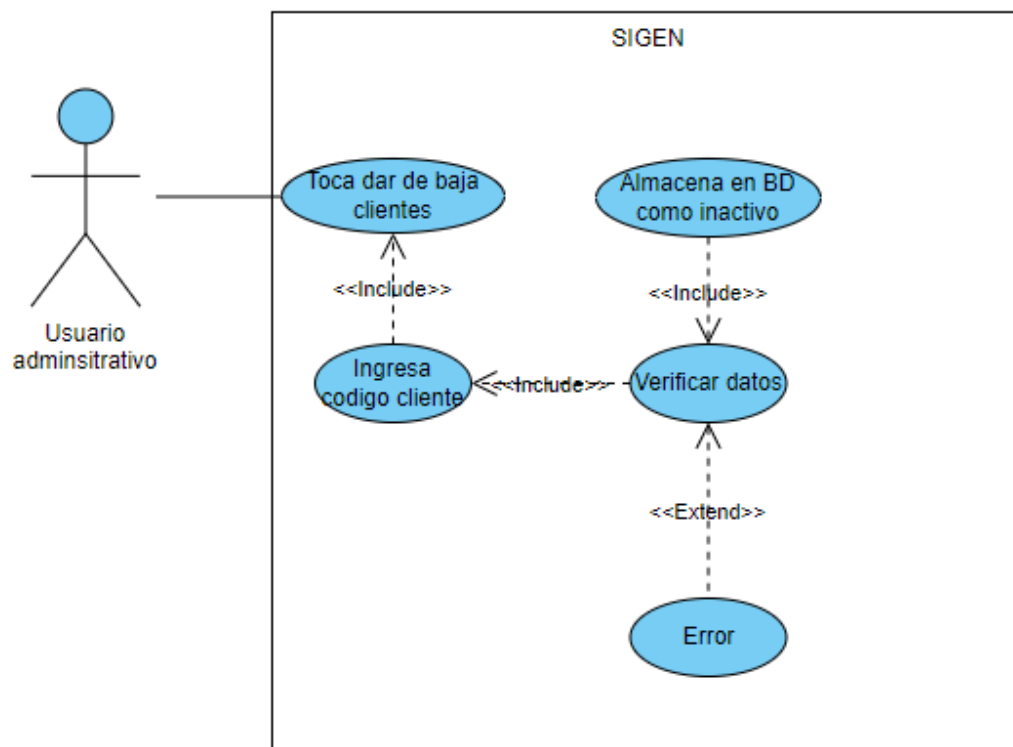 SIGEN
Toca dar de baja
clientes
Almacena en BD
como inactivo
<<Include>>
<<Include>>
Usuario
adminsitrativo
Ingresa
codigo cliente
<<Include>>
Verificar datos
<<Extend>>
Error